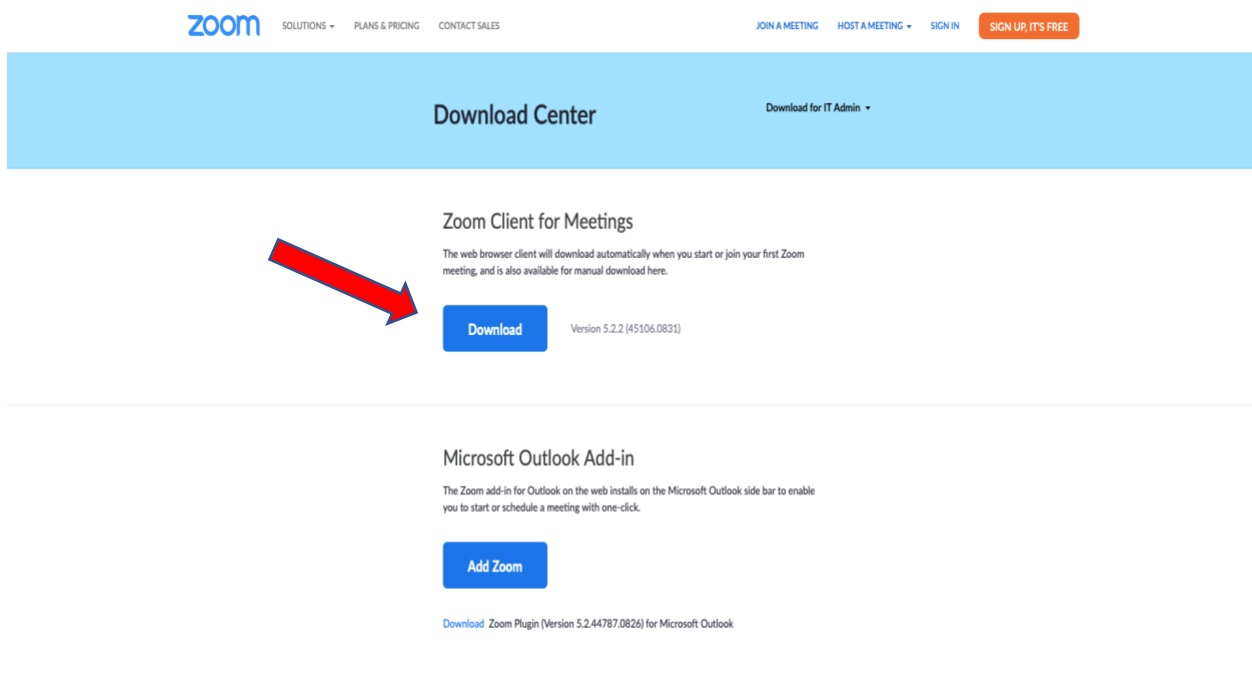 zoom SOLUTIONS PLANS & PRICING CONTACT SALES JOIN A MEETING HOST A MEETING SIGN IN SIGN UP, IT'S FREE
Download Center Download for IT Admin
Zoom Client for Meetings
The web browser client will download automatically when you start or join your first Zoom
meeting, and is also available for manual download here.
Download Version 5.2.2 (45106.0831)
Microsoft Outlook Add-in
The Zoom add-in for Outlook on the web installs on the Microsoft Outlook side bar to enable
you to start or schedule a meeting with one-click.
Add Zoom
Download Zoom Plugin (Version 5.2.44787.0826) for Microsoft Outlook